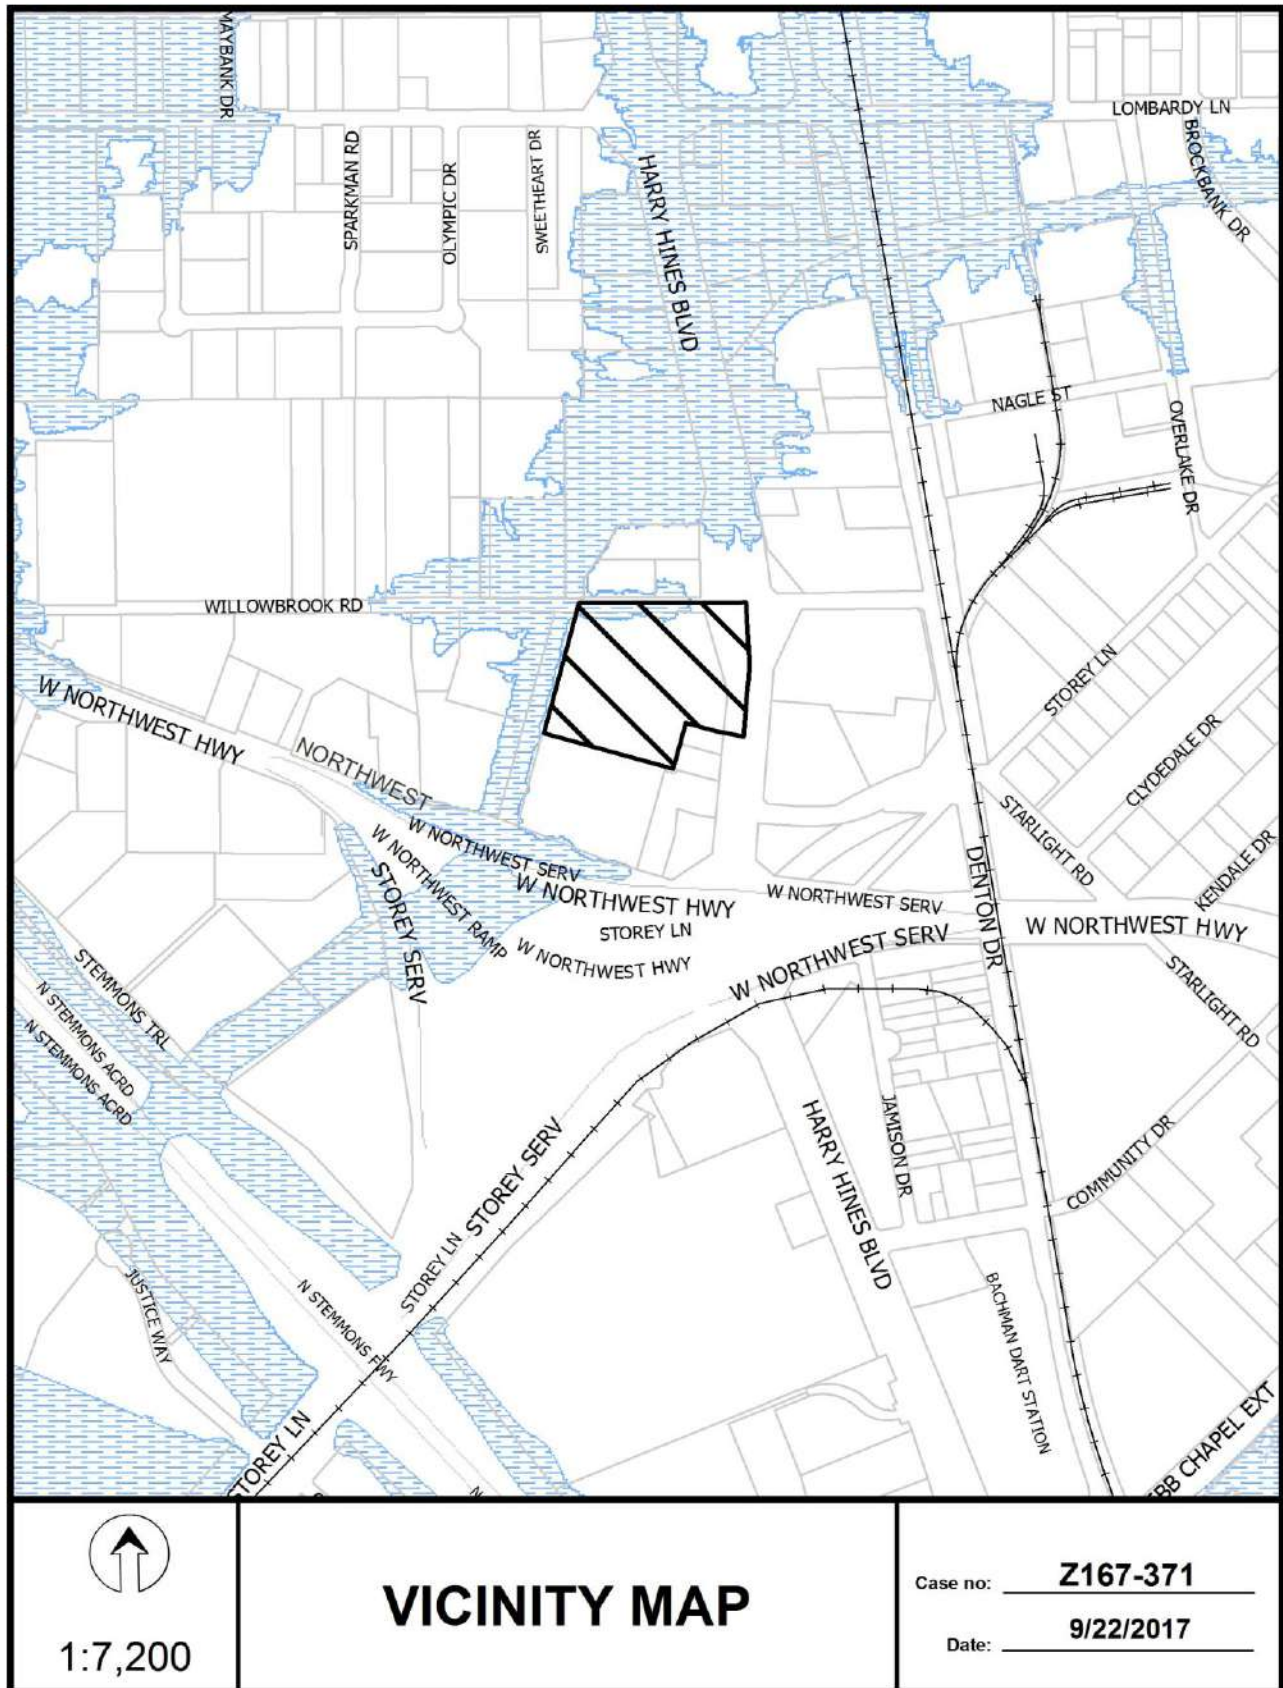 MAYBANK DR
LOMBARDY LN
BROCKBANK DR
SPARKMAN RD
OLYMPIC DR
SWEETHEART DR
HARRY HINES BLVD
NAGLE ST
OVERLAKE DR
WILLOWBROOK RD
STOREY LN
W NORTHWEST HWY
NORTHWEST
CLYDEDALE DR
STARLIGHT RD
KENDALE DR
W NORTHWEST SERV
W NORTHWEST RAMP
STOREY SERV
W NORTHWEST HWY
W NORTHWEST SERV
DENTON DR
STOREY LN
W NORTHWEST HWY
W NORTHWEST SERV
W NORTHWEST HWY
STARLIGHT RD
STEMMONS TRL
N STEMMONS ACRD
N STEMMONS ACRD
JAMISON DR
HARRY HINES BLVD
COMMUNITY DR
STOREY SERV
STOREY LN
JUSTICE WAY
N STEMMONS FWY
BACHMAN DART STATION
STOREY LN
N
BB CHAPEL EXT
1:7,200
VICINITY MAP
Case no: Z167-371
Date: 9/22/2017